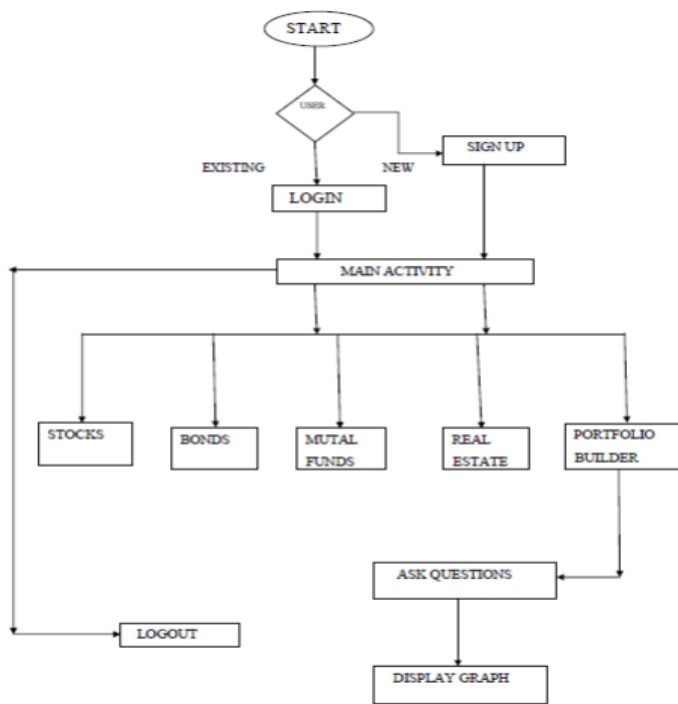 START
USER
SIGN UP
EXISTING
NEW
LOGIN
MAIN ACTIVITY
STOCKS
BONDS
MUTAL
FUNDS
REAL
ESTATE
PORTFOLIO
BUILDER
ASK QUESTIONS
LOGOUT
DISPLAY GRAPH